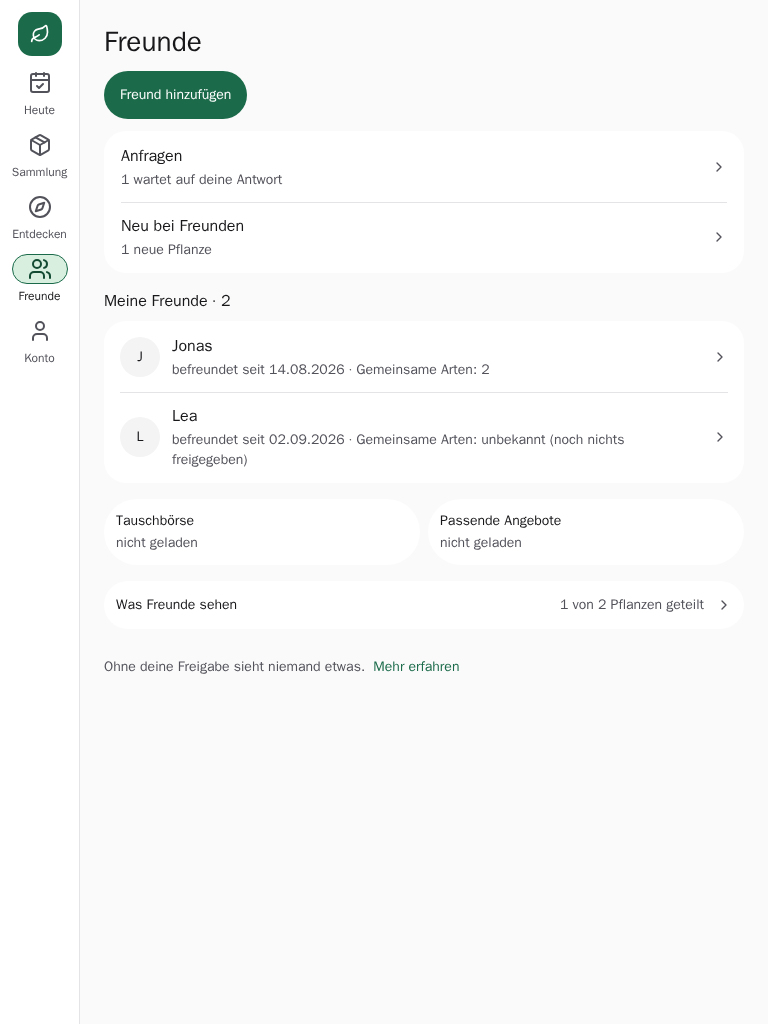 Heute
Sammlung
Entdecken
Freunde
Konto
Freunde
Freund hinzufügen
Anfragen
1 wartet auf deine Antwort
Neu bei Freunden
1 neue Pflanze
Meine Freunde · 2
J
Jonas
befreundet seit 14.08.2026 · Gemeinsame Arten: 2
L
Lea
befreundet seit 02.09.2026 · Gemeinsame Arten: unbekannt (noch nichts
freigegeben)
Tauschbörse
nicht geladen
Passende Angebote
nicht geladen
Was Freunde sehen
1 von 2 Pflanzen geteilt
Ohne deine Freigabe sieht niemand etwas. Mehr erfahren